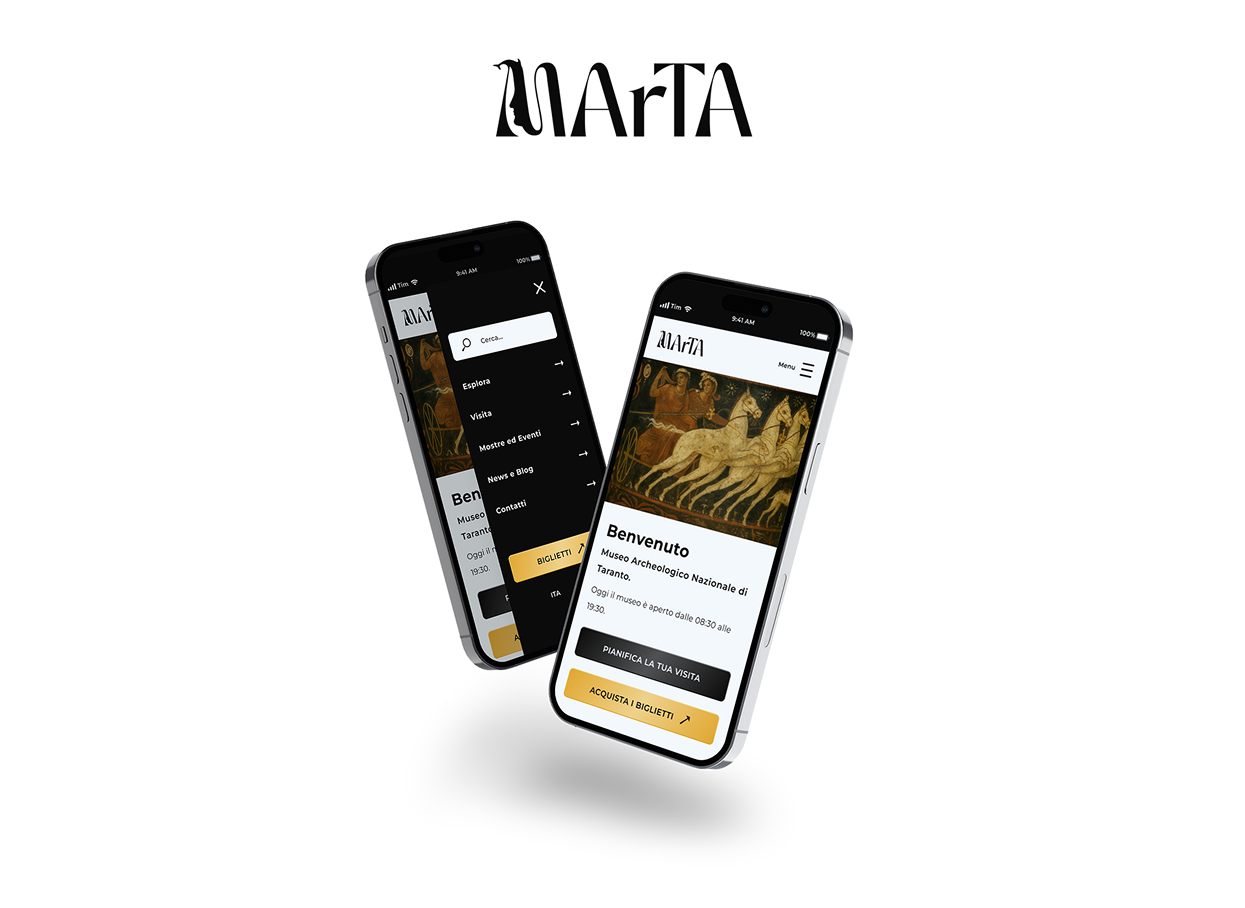 MArTA
Tim
9:41 AM
100%
MAr
Cerca...
Esplora
Visita
Mostre ed Eventi
News e Blog
Contatti
BIGLIETTI
ITA
Ben
Museo
Taranto
Oggi il m
19:30.
P
A
Tim
9:41 AM
100%
MArTA
Menu
Benvenuto
Museo Archeologico Nazionale di
Taranto.
Oggi il museo è aperto dalle 08:30 alle
19:30.
PIANIFICA LA TUA VISITA
ACQUISTA I BIGLIETTI